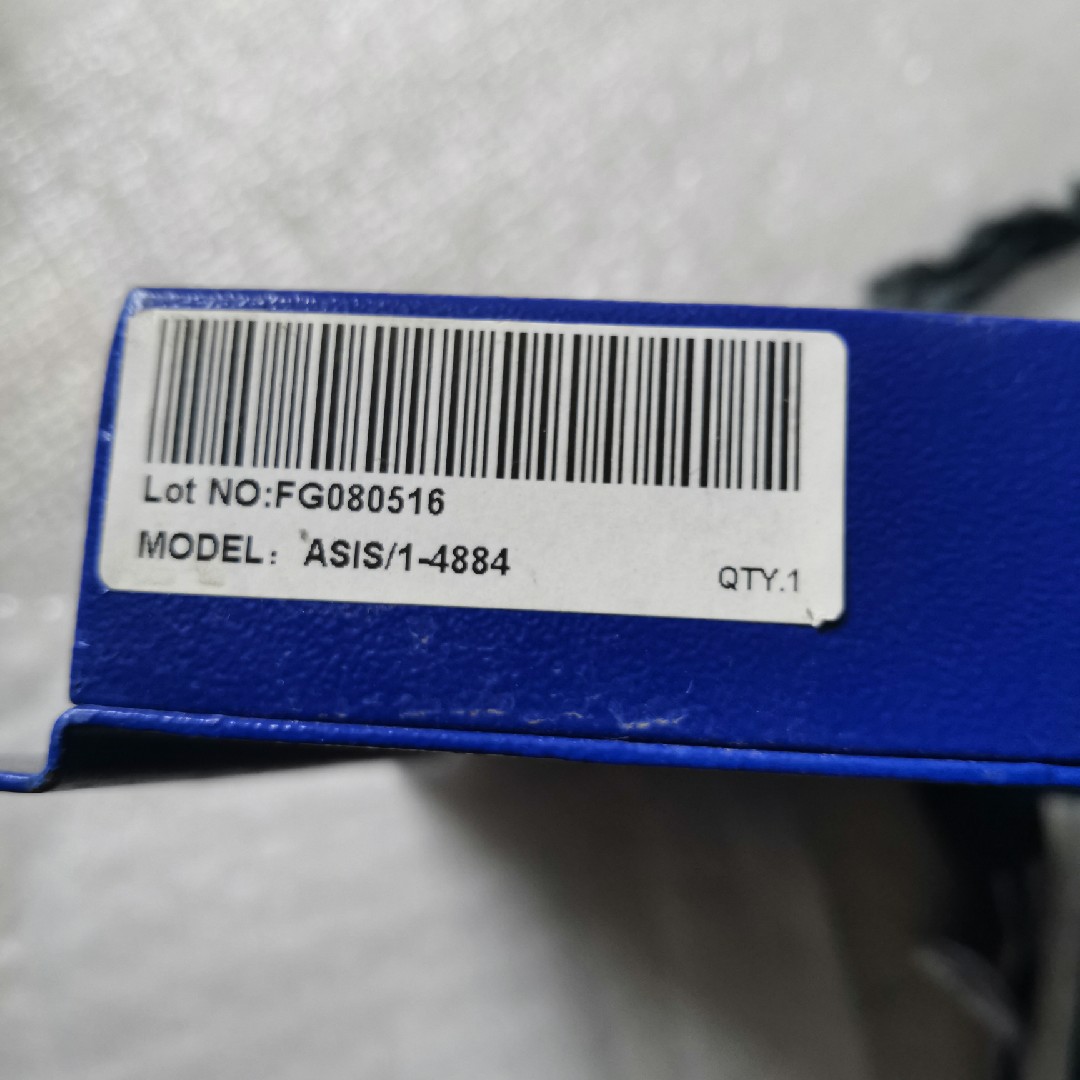 Lot NO:FG080516
MODEL: ASIS/1-4884
QTY.1